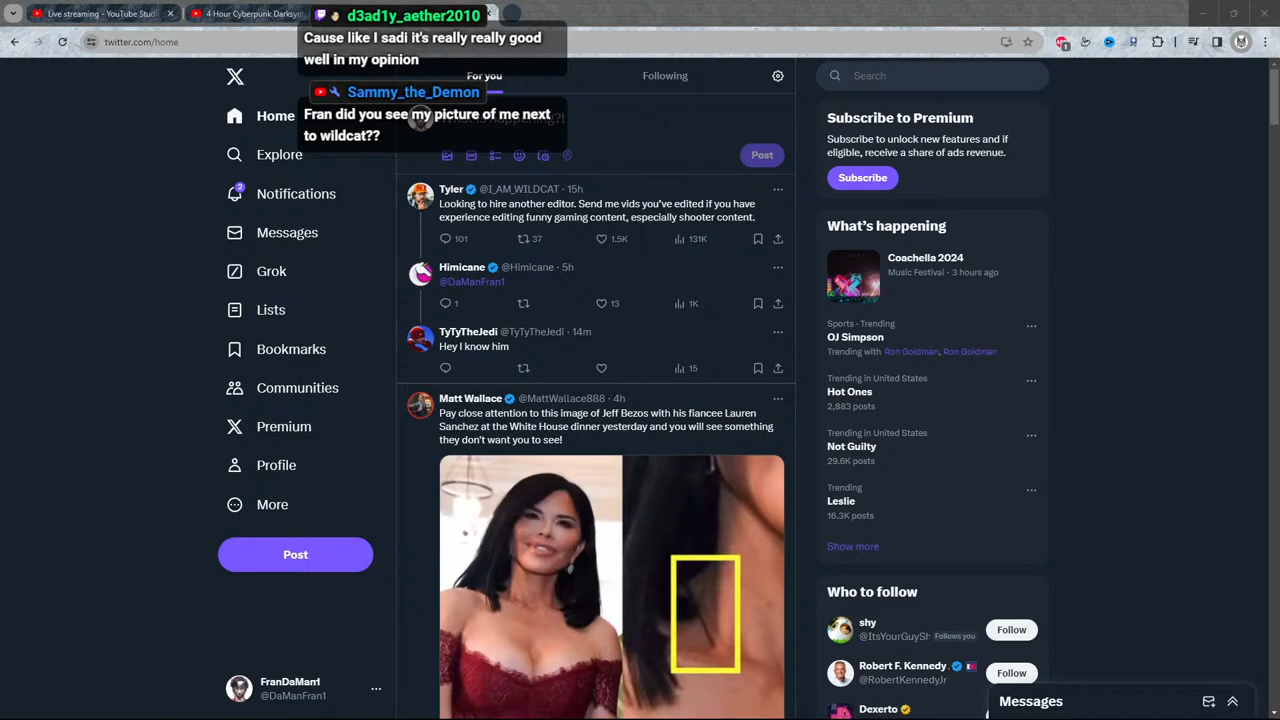 Live streaming - YouTube Stud
4 Hour Cyberpunk Darksynt
twitter.com/home
d3ad1y_aether2010
Cause like I sadi it's really really good
well in my opinion
Sammy_the_Demon
Fran did you see my picture of me next
to wildcat??
For you
Following
Home
Explore
Notifications
2
Messages
Grok
Lists
Bookmarks
Communities
Premium
Profile
More
Post
FranDaMan1
@DaManFran1
What is happening?!
Post
Tyler @I_AM_WILDCAT · 15h
Looking to hire another editor. Send me vids you've edited if you have
experience editing funny gaming content, especially shooter content.
101 37 1.5K 131K
Himicane @Himicane · 5h
@DaManFran1
1 13 1K
TyTyTheJedi @TyTyTheJedi · 14m
Hey I know him
15
Matt Wallace @MattWallace888 · 4h
Pay close attention to this image of Jeff Bezos with his fiancee Lauren
Sanchez at the White House dinner yesterday and you will see something
they don't want you to see!
Search
Subscribe to Premium
Subscribe to unlock new features and if
eligible, receive a share of ads revenue.
Subscribe
What's happening
Coachella 2024
Music Festival · 3 hours ago
Sports · Trending
OJ Simpson
Trending with Ron Goldman, Ron Goldman
Trending in United States
Hot Ones
2,883 posts
Trending in United States
Not Guilty
29.6K posts
Trending
Leslie
16.3K posts
Show more
Who to follow
shy
@ItsYourGuySh Follows you
Follow
Robert F. Kennedy
@RobertKennedyJr
Follow
Dexerto
Messages